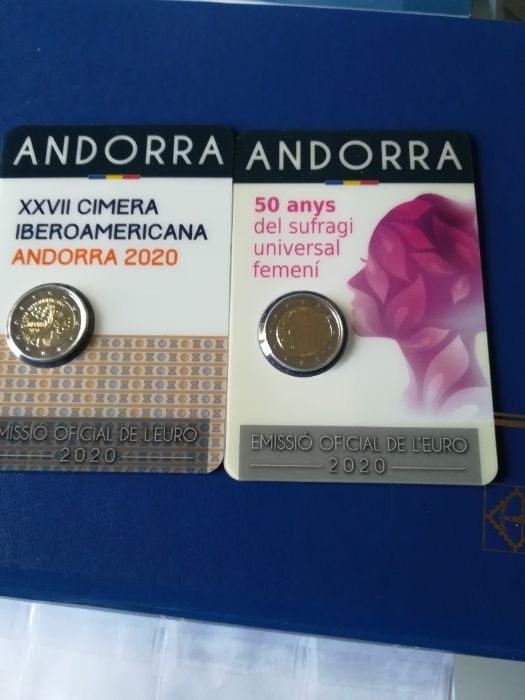 ANDORRA
XXVII CIMERA
IBEROAMERICANA
ANDORRA 2020
EMISSIÓ OFICIAL DE L'EURO
2020
ANDORRA
50 anys
del sufragi
universal
femení
EMISSIÓ OFICIAL DE L'EURO
2020